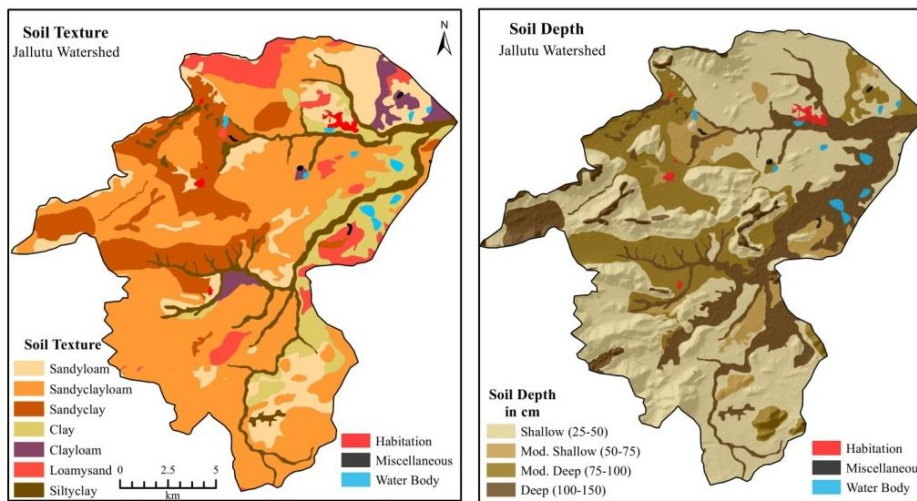 Soil Texture
Jallutu Watershed
N
Soil Texture
Sandyloam
Sandyclayloam
Sandyclay
Clay
Clayloam
Loamysand
Siltyclay
0 2.5 5
km
Habitation
Miscellaneous
Water Body
Soil Depth
Jallutu Watershed
Soil Depth
in cm
Shallow (25-50)
Mod. Shallow (50-75)
Mod. Deep (75-100)
Deep (100-150)
Habitation
Miscellaneous
Water Body